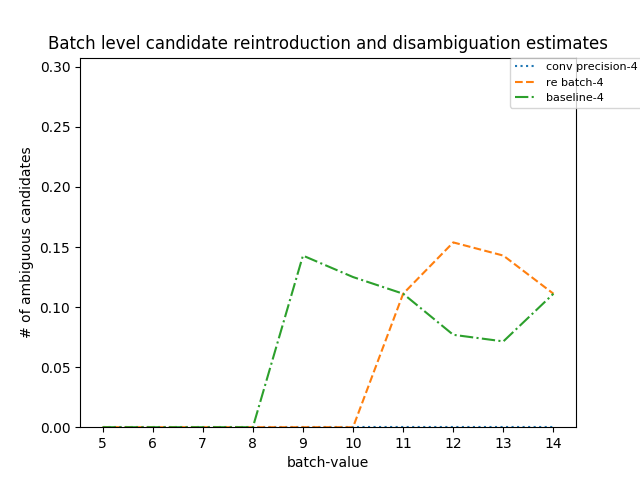 Batch level candidate reintroduction and disambiguation estimates
conv precision-4
re batch-4
baseline-4
# of ambiguous candidates
0.30
0.25
0.20
0.15
0.10
0.05
0.00
5 6 7 8 9 10 11 12 13 14
batch-value